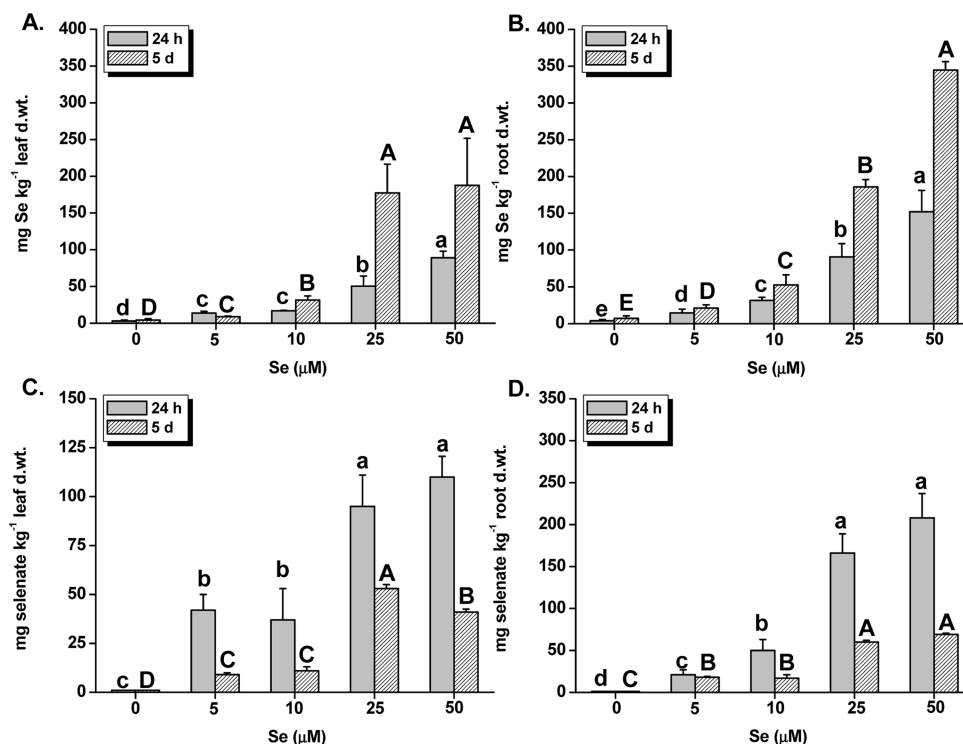 A.
400
350
300
250
200
150
100
50
0
mg Se kg⁻¹ leaf d.wt.
24 h
5 d
d D
c C
c B
b A
a A
0 5 10 25 50
Se (μM)
B.
400
350
300
250
200
150
100
50
0
mg Se kg⁻¹ root d.wt.
24 h
5 d
e E
d D
c C
b B
a A
0 5 10 25 50
Se (μM)
C.
150
125
100
75
50
25
0
mg selenate kg⁻¹ leaf d.wt.
24 h
5 d
c D
b C
b C
a A
a B
0 5 10 25 50
Se (μM)
D.
350
300
250
200
150
100
50
0
mg selenate kg⁻¹ root d.wt.
24 h
5 d
d C
c B
b B
a A
a A
0 5 10 25 50
Se (μM)